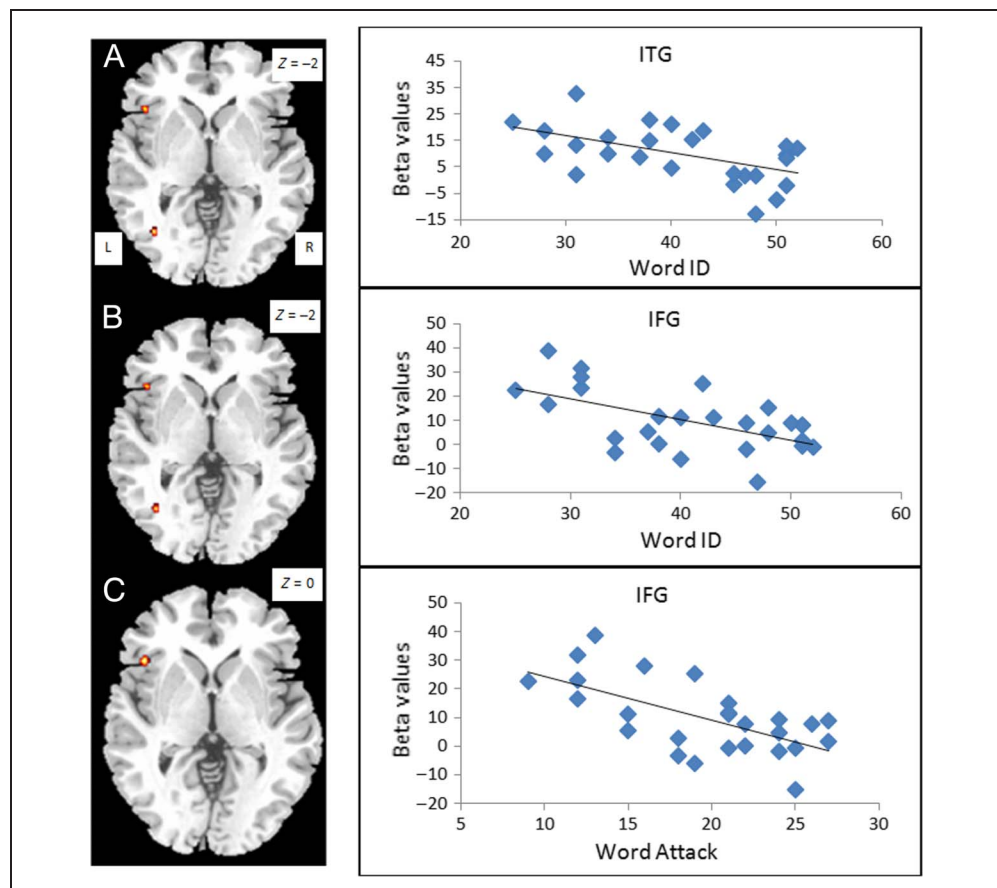 A
Z = –2
L
R
B
Z = –2
C
Z = 0
ITG
Beta values
45
35
25
15
5
–5
–15
20 30 40 50 60
Word ID
IFG
Beta values
50
40
30
20
10
0
–10
–20
20 30 40 50 60
Word ID
IFG
Beta values
50
40
30
20
10
0
–10
–20
5 10 15 20 25 30
Word Attack